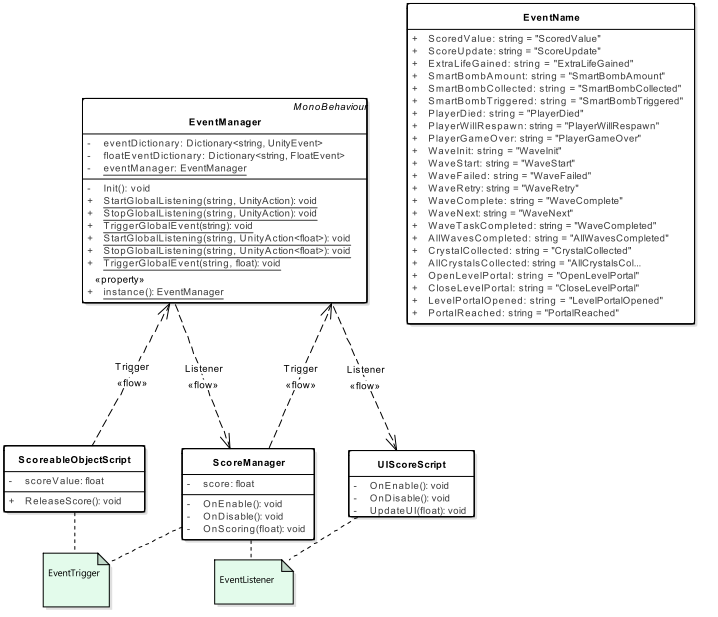 EventName
+ ScoredValue: string = "ScoredValue"
+ ScoreUpdate: string = "ScoreUpdate"
+ ExtraLifeGained: string = "ExtraLifeGained"
+ SmartBombAmount: string = "SmartBombAmount"
+ SmartBombCollected: string = "SmartBombCollected"
+ SmartBombTriggered: string = "SmartBombTriggered"
+ PlayerDied: string = "PlayerDied"
+ PlayerWillRespawn: string = "PlayerWillRespawn"
+ PlayerGameOver: string = "PlayerGameOver"
+ WaveInit: string = "WaveInit"
+ WaveStart: string = "WaveStart"
+ WaveFailed: string = "WaveFailed"
+ WaveRetry: string = "WaveRetry"
+ WaveComplete: string = "WaveComplete"
+ WaveNext: string = "WaveNext"
+ WaveTaskCompleted: string = "WaveCompleted"
+ AllWavesCompleted: string = "AllWavesCompleted"
+ CrystalCollected: string = "CrystalCollected"
+ AllCrystalsCollected: string = "AllCrystalsCol...
+ OpenLevelPortal: string = "OpenLevelPortal"
+ CloseLevelPortal: string = "CloseLevelPortal"
+ LevelPortalOpened: string = "LevelPortalOpened"
+ PortalReached: string = "PortalReached"
MonoBehaviour
EventManager
- eventDictionary: Dictionary<string, UnityEvent>
- floatEventDictionary: Dictionary<string, FloatEvent>
- eventManager: EventManager
- Init(): void
+ StartGlobalListening(string, UnityAction): void
+ StopGlobalListening(string, UnityAction): void
+ TriggerGlobalEvent(string): void
+ StartGlobalListening(string, UnityAction<float>): void
+ StopGlobalListening(string, UnityAction<float>): void
+ TriggerGlobalEvent(string, float): void
«property»
+ instance(): EventManager
Trigger
«flow»
Listener
«flow»
Trigger
«flow»
Listener
«flow»
ScoreableObjectScript
- scoreValue: float
+ ReleaseScore(): void
ScoreManager
- score: float
- OnEnable(): void
- OnDisable(): void
- OnScoring(float): void
UIScoreScript
- OnEnable(): void
- OnDisable(): void
- UpdateUI(float): void
EventTrigger
EventListener